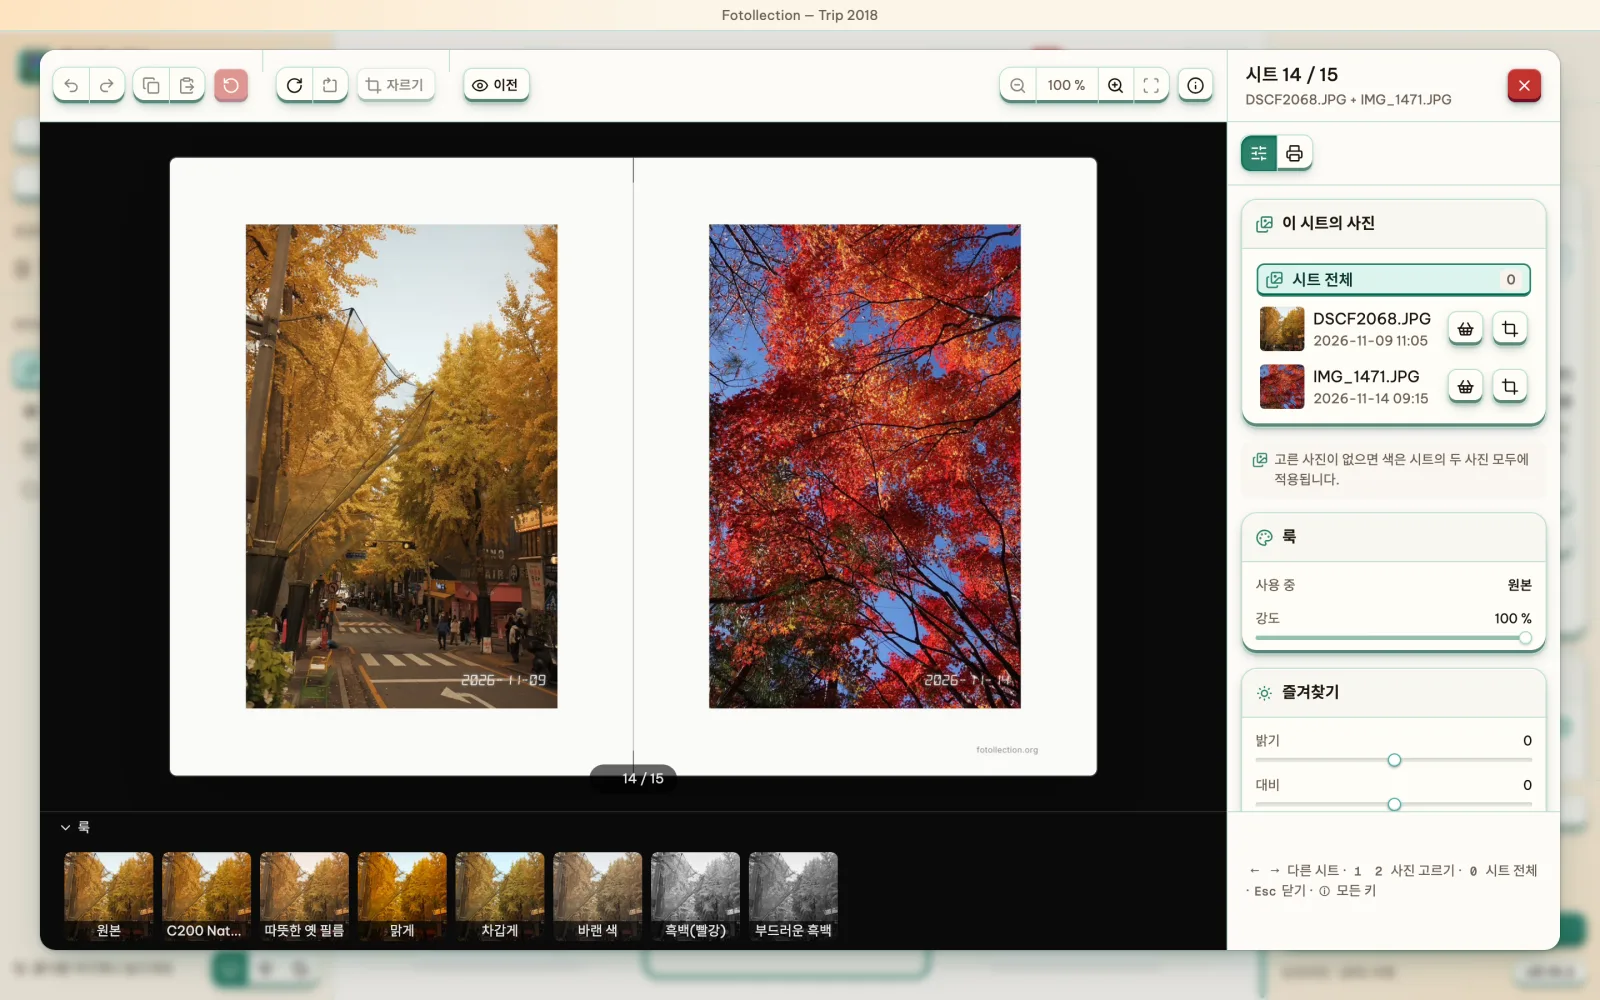 Fotollection — Trip 2018
자르기
이전
100 %
시트 14 / 15
DSCF2068.JPG + IMG_1471.JPG
이 시트의 사진
시트 전체 0
DSCF2068.JPG
2026-11-09 11:05
IMG_1471.JPG
2026-11-14 09:15
고른 사진이 없으면 색은 시트의 두 사진 모두에
적용됩니다.
룩
사용 중 원본
강도 100 %
즐겨찾기
밝기 0
대비 0
2026-11-09
2026-11-14
fotollection.org
14 / 15
룩
원본
C200 Nat...
따뜻한 옛 필름
맑게
차갑게
바랜 색
흑백(빨강)
부드러운 흑백
← → 다른 시트 · 1 2 사진 고르기 · 0 시트 전체
· Esc 닫기 · ⓘ 모든 키